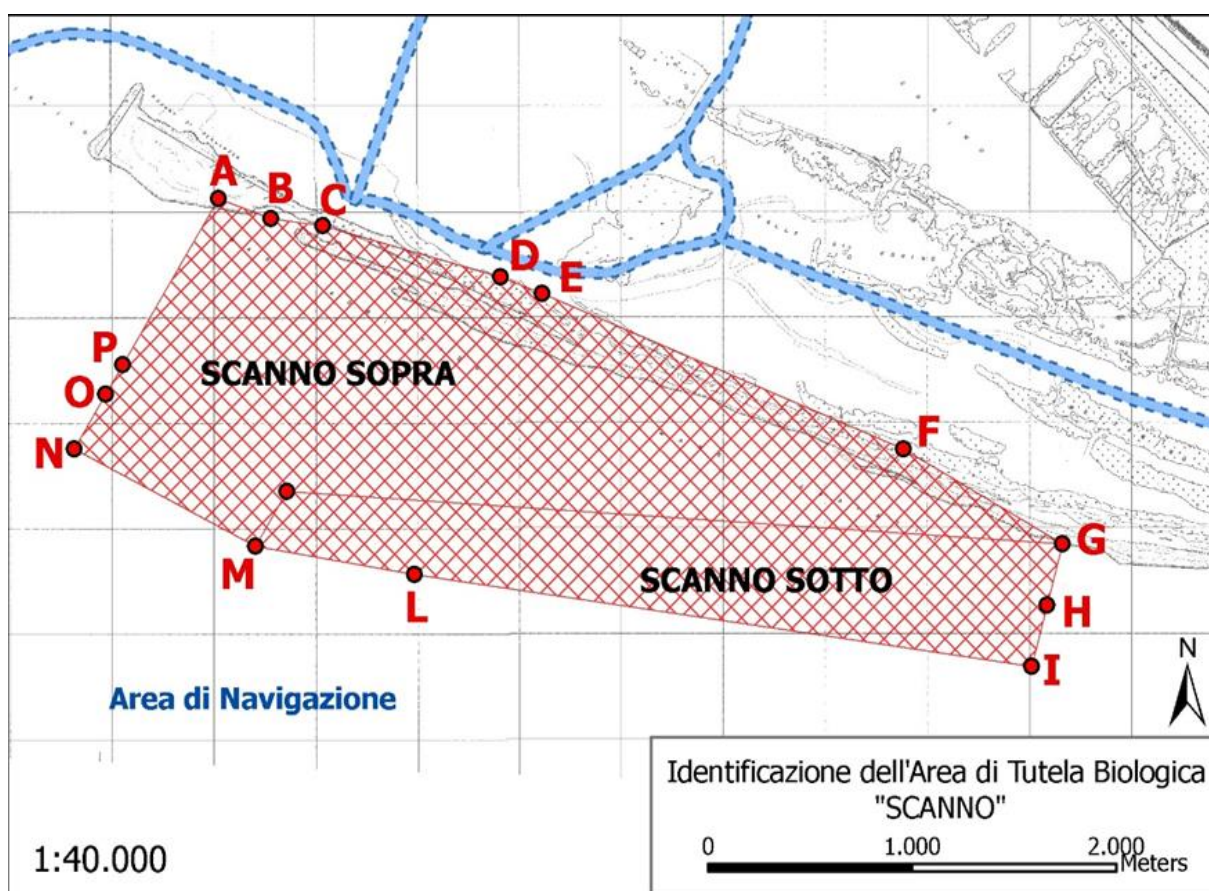 A
B
C
D
E
P
SCANNO SOPRA
O
N
F
G
M
SCANNO SOTTO
L
H
I
Area di Navigazione
N
Identificazione dell'Area di Tutela Biologica
"SCANNO"
0 1.000 2.000
Meters
1:40.000